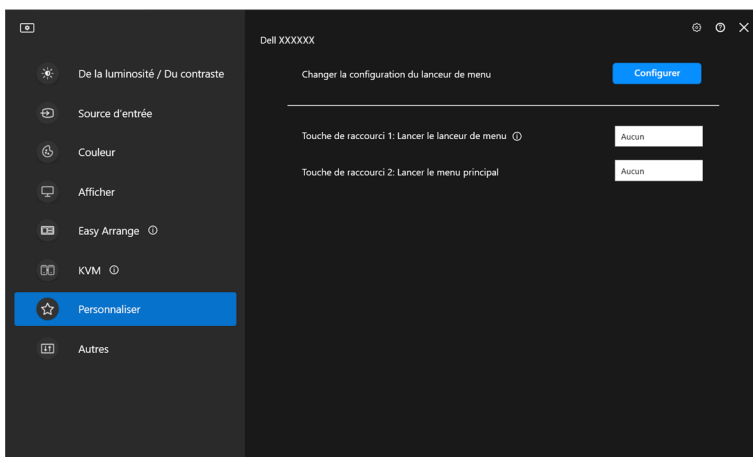 Dell XXXXXX
De la luminosité / Du contraste
Source d'entrée
Couleur
Afficher
Easy Arrange
KVM
Personnaliser
Autres
Changer la configuration du lanceur de menu
Configurer
Touche de raccourci 1: Lancer le lanceur de menu
Aucun
Touche de raccourci 2: Lancer le menu principal
Aucun